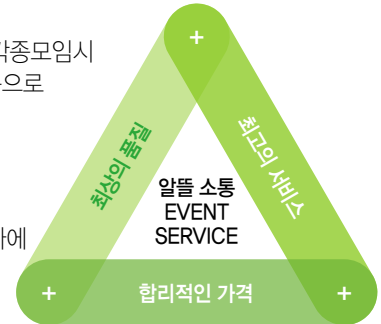 각종모임시
으로
+
최상의 품질
최고의 서비스
알뜰 소통
EVENT
SERVICE
에
+ 합리적인 가격 +